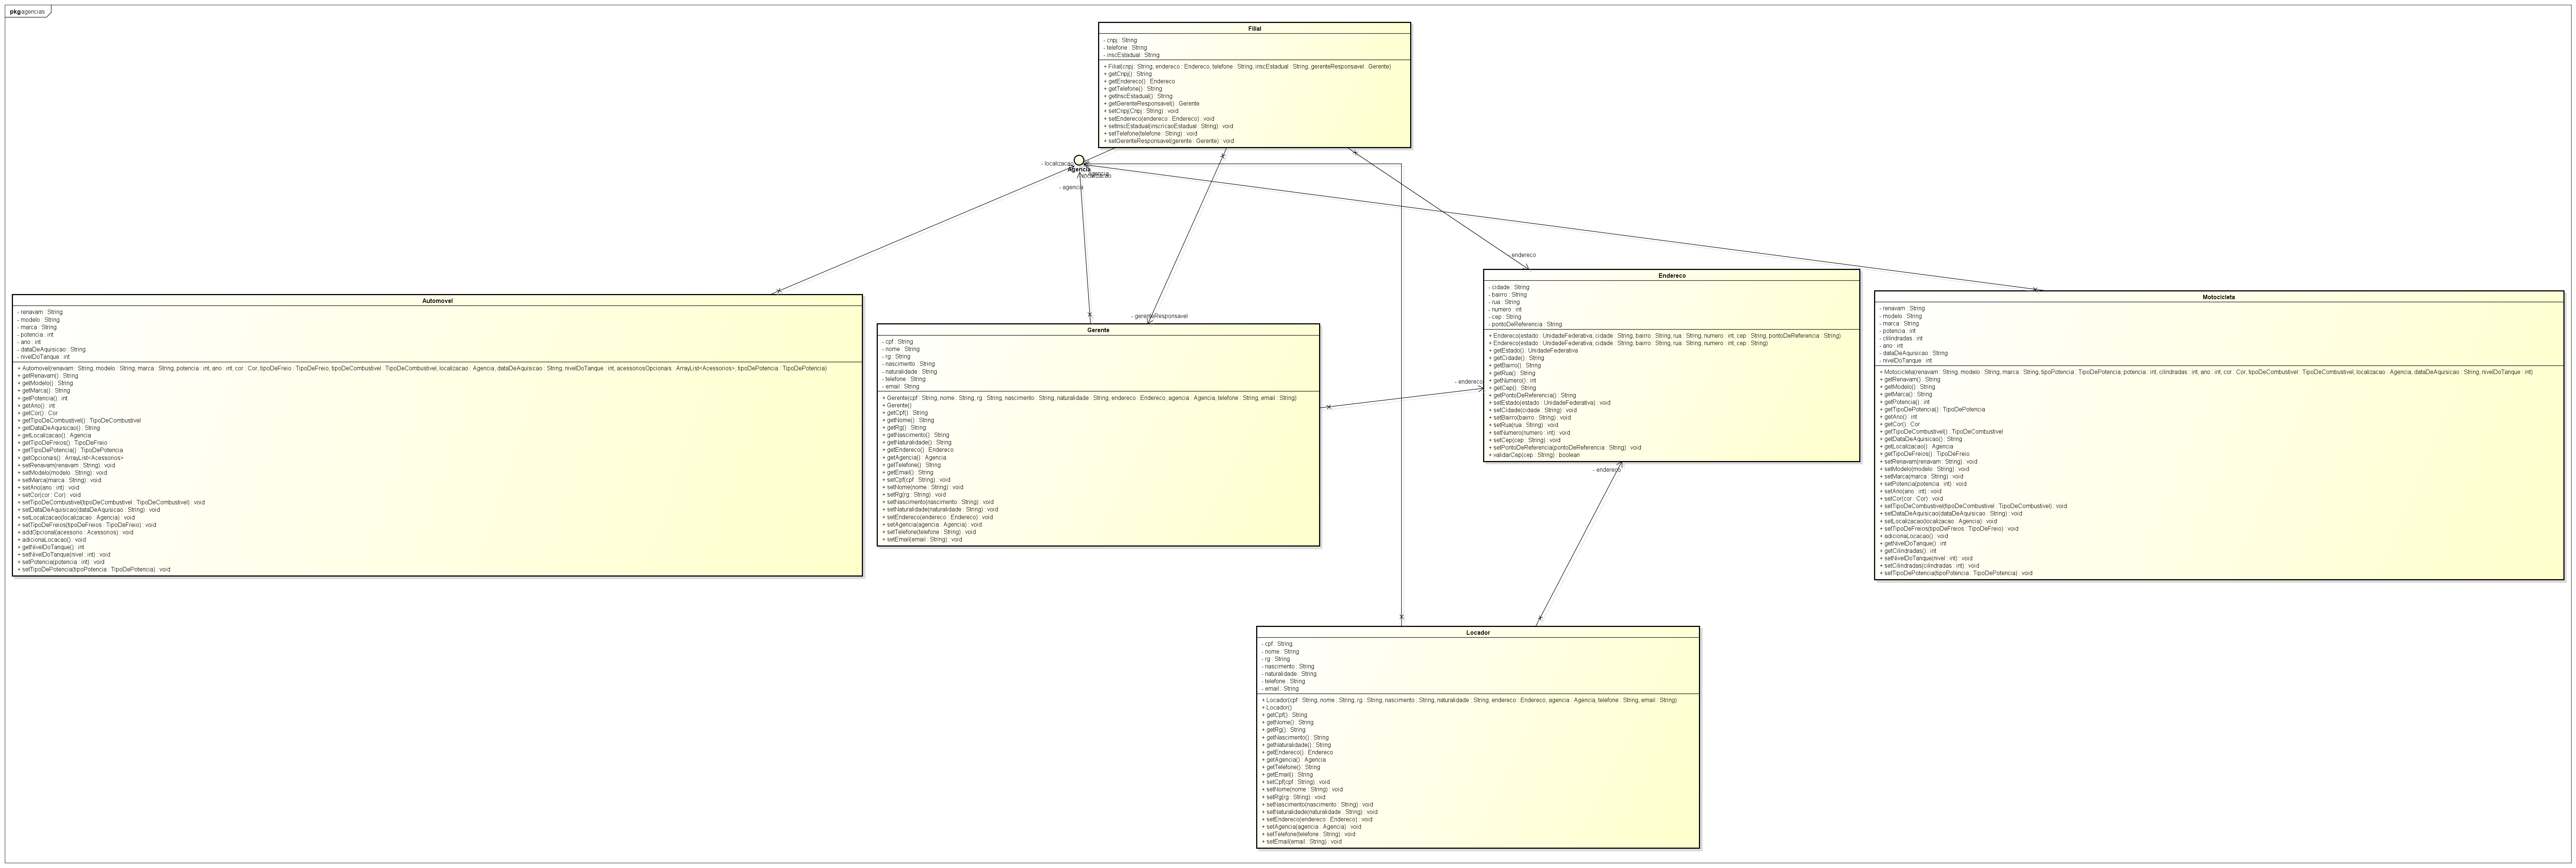 pkg agencias
Filial
- cnpj : String
- telefone : String
- inscEstadual : String
+ Filial(cnpj : String, endereco : Endereco, telefone : String, inscEstadual : String, gerenteResponsavel : Gerente)
+ getCnpj() : String
+ getEndereco() : Endereco
+ getTelefone() : String
+ getInscEstadual() : String
+ getGerenteResponsavel() : Gerente
+ setCnpj(Cnpj : String) : void
+ setEndereco(endereco : Endereco) : void
+ setInscEstadual(inscricaoEstadual : String) : void
+ setTelefone(telefone : String) : void
+ setGerenteResponsavel(gerente : Gerente) : void
- localizacao
Agencia
- agencia
- localizacao
- agencia
- endereco
- gerenteResponsavel
- endereco
- endereco
Automovel
- renavam : String
- modelo : String
- marca : String
- potencia : int
- ano : int
- dataDeAquisicao : String
- nivelDoTanque : int
+ Automovel(renavam : String, modelo : String, marca : String, potencia : int, ano : int, cor : Cor, tipoDeFreio : TipoDeFreio, tipoDeCombustivel : TipoDeCombustivel, localizacao : Agencia, dataDeAquisicao : String, nivelDoTanque : int, acessoriosOpcionais : ArrayList<Acessorios>, tipoDePotencia : TipoDePotencia)
+ getRenavam() : String
+ getModelo() : String
+ getMarca() : String
+ getPotencia() : int
+ getAno() : int
+ getCor() : Cor
+ getTipoDeCombustivel() : TipoDeCombustivel
+ getDataDeAquisicao() : String
+ getLocalizacao() : Agencia
+ getTipoDeFreios() : TipoDeFreio
+ getTipoDePotencia() : TipoDePotencia
+ getOpcionais() : ArrayList<Acessorios>
+ setRenavam(renavam : String) : void
+ setModelo(modelo : String) : void
+ setMarca(marca : String) : void
+ setAno(ano : int) : void
+ setCor(cor : Cor) : void
+ setTipoDeCombustivel(tipoDeCombustivel : TipoDeCombustivel) : void
+ setDataDeAquisicao(dataDeAquisicao : String) : void
+ setLocalizacao(localizacao : Agencia) : void
+ setTipoDeFreios(tipoDeFreios : TipoDeFreio) : void
+ addOpcional(acessorio : Acessorios) : void
+ adicionaLocacao() : void
+ getNivelDoTanque() : int
+ setNivelDoTanque(nivel : int) : void
+ setPotencia(potencia : int) : void
+ setTipoDePotencia(tipoPotencia : TipoDePotencia) : void
Gerente
- cpf : String
- nome : String
- rg : String
- nascimento : String
- naturalidade : String
- telefone : String
- email : String
+ Gerente(cpf : String, nome : String, rg : String, nascimento : String, naturalidade : String, endereco : Endereco, agencia : Agencia, telefone : String, email : String)
+ Gerente()
+ getCpf() : String
+ getNome() : String
+ getRg() : String
+ getNascimento() : String
+ getNaturalidade() : String
+ getEndereco() : Endereco
+ getAgencia() : Agencia
+ getTelefone() : String
+ getEmail() : String
+ setCpf(cpf : String) : void
+ setNome(nome : String) : void
+ setRg(rg : String) : void
+ setNascimento(nascimento : String) : void
+ setNaturalidade(naturalidade : String) : void
+ setEndereco(endereco : Endereco) : void
+ setAgencia(agencia : Agencia) : void
+ setTelefone(telefone : String) : void
+ setEmail(email : String) : void
Endereco
- cidade : String
- bairro : String
- rua : String
- numero : int
- cep : String
- pontoDeReferencia : String
+ Endereco(estado : UnidadeFederativa, cidade : String, bairro : String, rua : String, numero : int, cep : String, pontoDeReferencia : String)
+ Endereco(estado : UnidadeFederativa, cidade : String, bairro : String, rua : String, numero : int, cep : String)
+ getEstado() : UnidadeFederativa
+ getCidade() : String
+ getBairro() : String
+ getRua() : String
+ getNumero() : int
+ getCep() : String
+ getPontoDeReferencia() : String
+ setEstado(estado : UnidadeFederativa) : void
+ setCidade(cidade : String) : void
+ setBairro(bairro : String) : void
+ setRua(rua : String) : void
+ setNumero(numero : int) : void
+ setCep(cep : String) : void
+ setPontoDeReferencia(pontoDeReferencia : String) : void
+ validarCep(cep : String) : boolean
Motocicleta
- renavam : String
- modelo : String
- marca : String
- potencia : int
- cilindradas : int
- ano : int
- dataDeAquisicao : String
- nivelDoTanque : int
+ Motocicleta(renavam : String, modelo : String, marca : String, tipoPotencia : TipoDePotencia, potencia : int, cilindradas : int, ano : int, cor : Cor, tipoDeCombustivel : TipoDeCombustivel, localizacao : Agencia, dataDeAquisicao : String, nivelDoTanque : int)
+ getRenavam() : String
+ getModelo() : String
+ getMarca() : String
+ getPotencia() : int
+ getTipoDePotencia() : TipoDePotencia
+ getAno() : int
+ getCor() : Cor
+ getTipoDeCombustivel() : TipoDeCombustivel
+ getDataDeAquisicao() : String
+ getLocalizacao() : Agencia
+ getTipoDeFreios() : TipoDeFreio
+ setRenavam(renavam : String) : void
+ setModelo(modelo : String) : void
+ setMarca(marca : String) : void
+ setPotencia(potencia : int) : void
+ setAno(ano : int) : void
+ setCor(cor : Cor) : void
+ setTipoDeCombustivel(tipoDeCombustivel : TipoDeCombustivel) : void
+ setDataDeAquisicao(dataDeAquisicao : String) : void
+ setLocalizacao(localizacao : Agencia) : void
+ setTipoDeFreios(tipoDeFreios : TipoDeFreio) : void
+ adicionaLocacao() : void
+ getNivelDoTanque() : int
+ getCilindradas() : int
+ setNivelDoTanque(nivel : int) : void
+ setCilindradas(cilindradas : int) : void
+ setTipoDePotencia(tipoPotencia : TipoDePotencia) : void
Locador
- cpf : String
- nome : String
- rg : String
- nascimento : String
- naturalidade : String
- telefone : String
- email : String
+ Locador(cpf : String, nome : String, rg : String, nascimento : String, naturalidade : String, endereco : Endereco, agencia : Agencia, telefone : String, email : String)
+ Locador()
+ getCpf() : String
+ getNome() : String
+ getRg() : String
+ getNascimento() : String
+ getNaturalidade() : String
+ getEndereco() : Endereco
+ getAgencia() : Agencia
+ getTelefone() : String
+ getEmail() : String
+ setCpf(cpf : String) : void
+ setNome(nome : String) : void
+ setRg(rg : String) : void
+ setNascimento(nascimento : String) : void
+ setNaturalidade(naturalidade : String) : void
+ setEndereco(endereco : Endereco) : void
+ setAgencia(agencia : Agencia) : void
+ setTelefone(telefone : String) : void
+ setEmail(email : String) : void